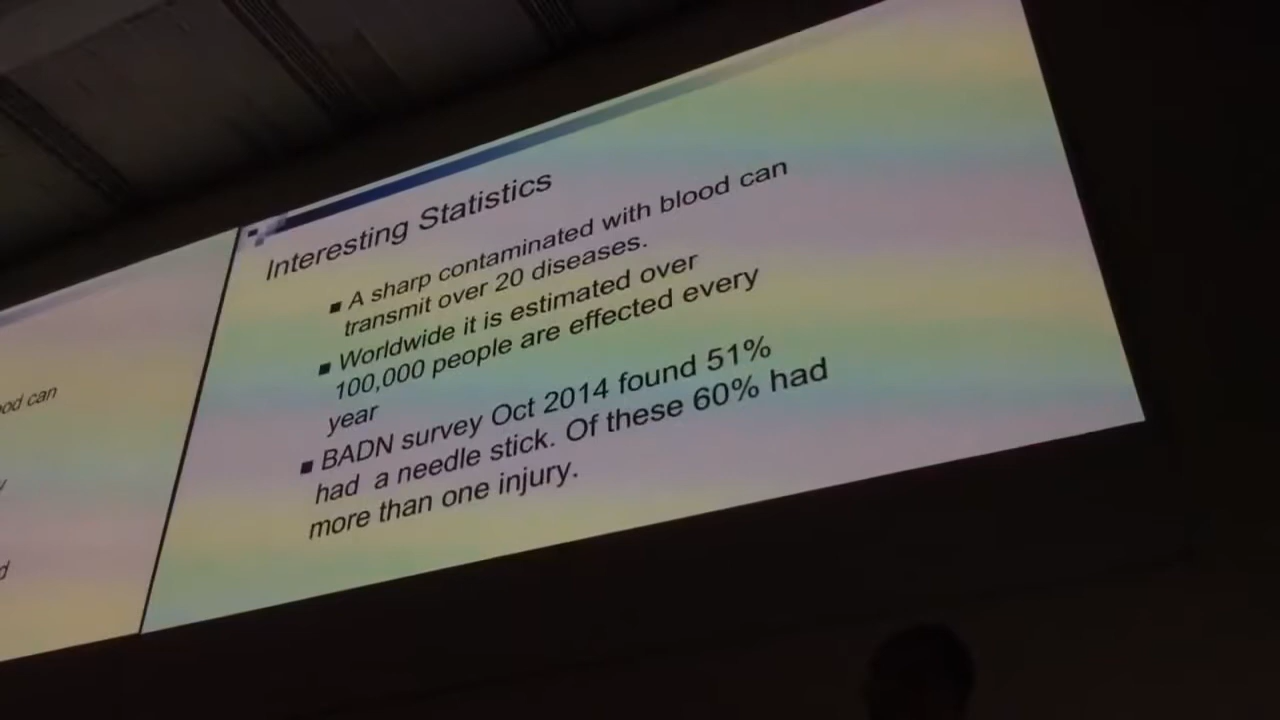 Interesting Statistics
A sharp contaminated with blood can
transmit over 20 diseases.
Worldwide it is estimated over
100,000 people are effected every
year
BADN survey Oct 2014 found 51%
had a needle stick. Of these 60% had
more than one injury.
od can
y
d